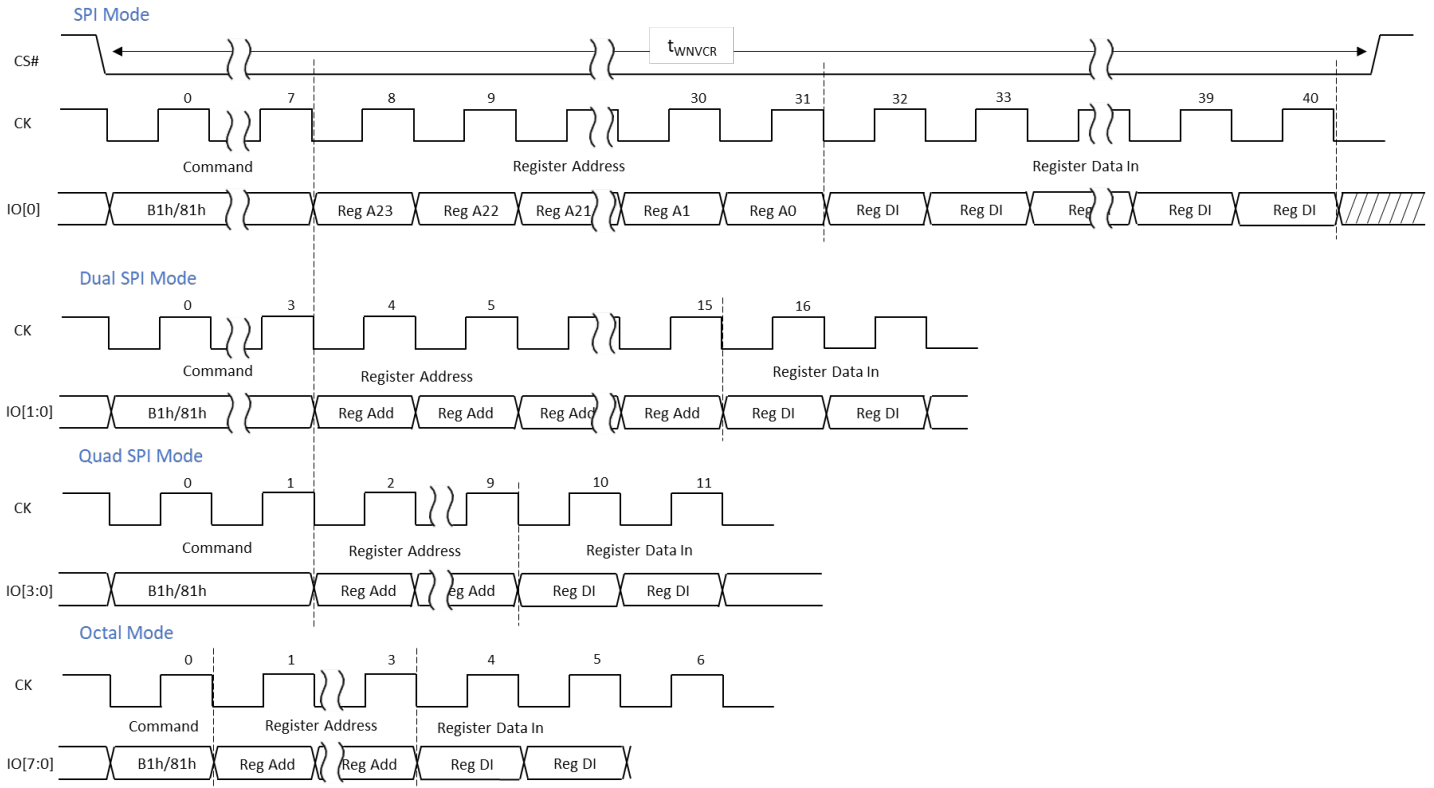 SPI Mode
CS#
tWNVCR
0 7 8 9 30 31 32 33 39 40
CK
Command Register Address Register Data In
IO[0] B1h/81h Reg A23 Reg A22 Reg A21 Reg A1 Reg A0 Reg DI Reg DI Reg Reg DI Reg DI
Dual SPI Mode
0 3 4 5 15 16
CK
Command Register Address Register Data In
IO[1:0] B1h/81h Reg Add Reg Add Reg Add Reg Add Reg DI Reg DI
Quad SPI Mode
0 1 2 9 10 11
CK
Command Register Address Register Data In
IO[3:0] B1h/81h Reg Add eg Add Reg DI Reg DI
Octal Mode
0 1 3 4 5 6
CK
Command Register Address Register Data In
IO[7:0] B1h/81h Reg Add Reg Add Reg DI Reg DI